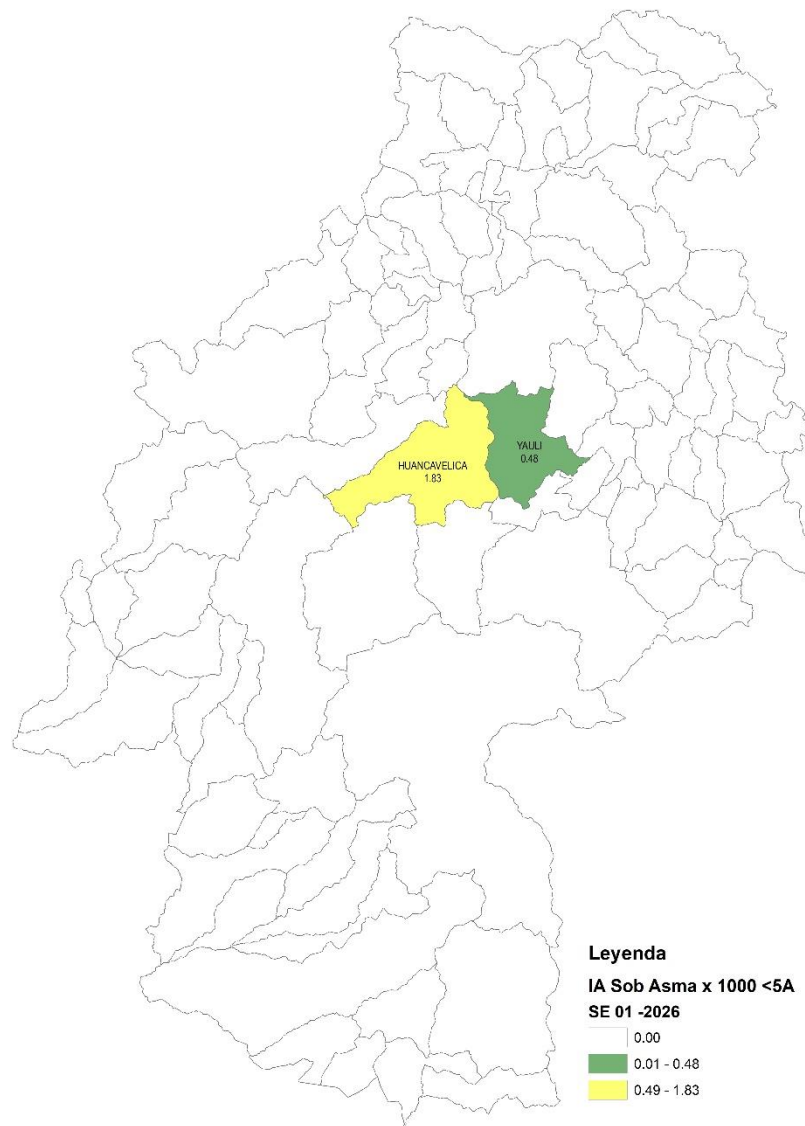 YAULI
0.48
HUANCAVELICA
1.83
Leyenda
IA Sob Asma x 1000 <5A
SE 01 -2026
0.00
0.01 - 0.48
0.49 - 1.83